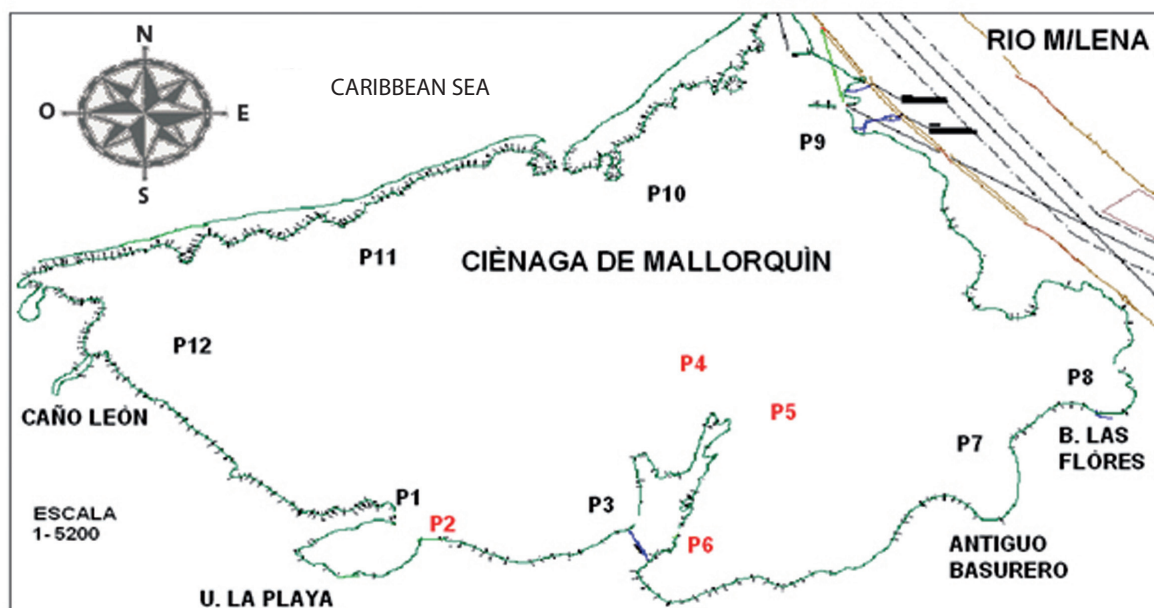 N
O
E
S
CARIBBEAN SEA
RIO M/LENA
P9
P10
P11
CIÈNAGA DE MALLORQUÌN
P12
P4
P8
CAÑO LEÓN
P5
B. LAS
FLÓRES
P7
P1
P3
P2
ESCALA
1- 5200
P6
ANTIGUO
BASURERO
U. LA PLAYA